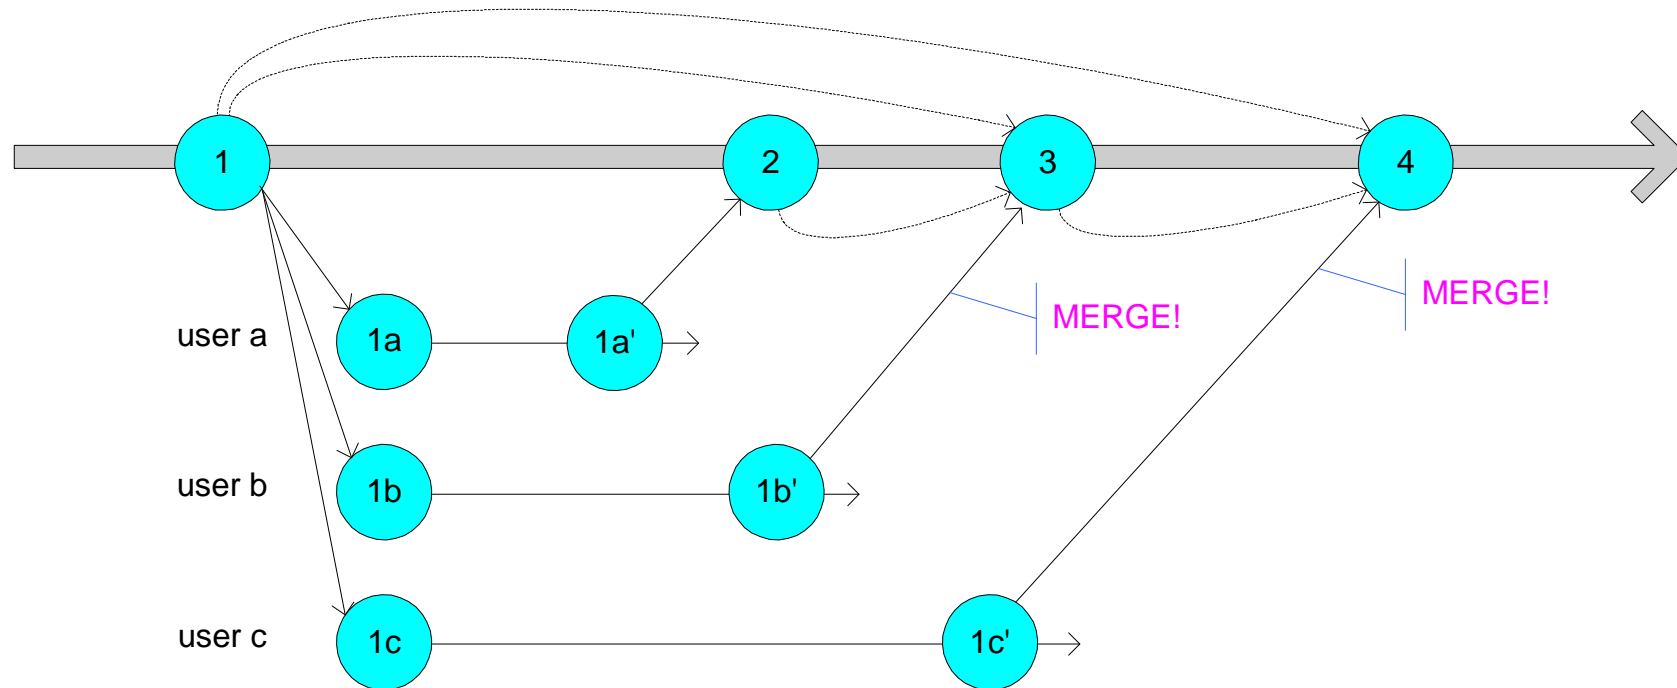 1
2
3
4
MERGE!
MERGE!
user a
1a
1a'
user b
1b
1b'
user c
1c
1c'